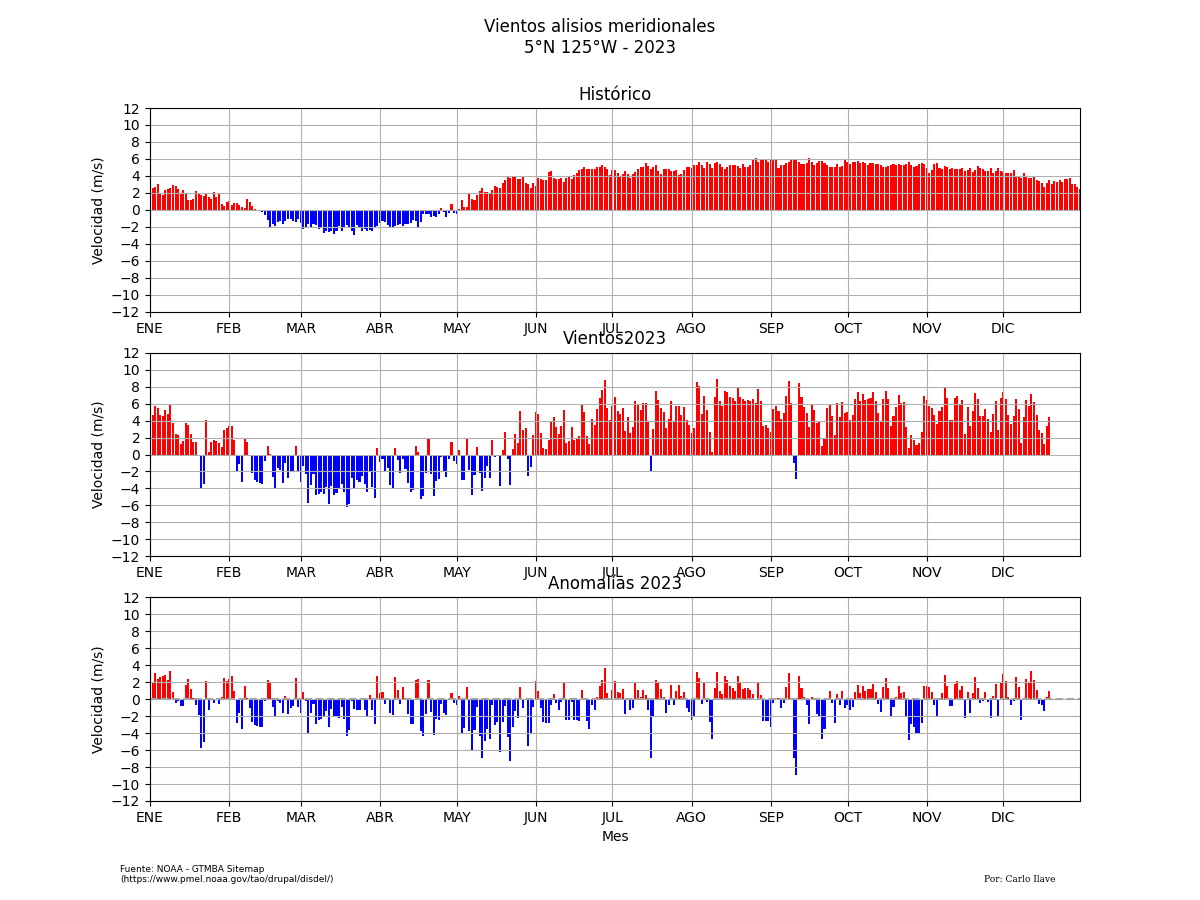 Vientos alisios meridionales
5°N 125°W - 2023
Histórico
Velocidad (m/s)
12
10
8
6
4
2
0
−2
−4
−6
−8
−10
−12
ENE FEB MAR ABR MAY JUN JUL AGO SEP OCT NOV DIC
Vientos2023
Velocidad (m/s)
12
10
8
6
4
2
0
−2
−4
−6
−8
−10
−12
ENE FEB MAR ABR MAY JUN JUL AGO SEP OCT NOV DIC
Anomalías 2023
Velocidad (m/s)
12
10
8
6
4
2
0
−2
−4
−6
−8
−10
−12
ENE FEB MAR ABR MAY JUN JUL AGO SEP OCT NOV DIC
Mes
Fuente: NOAA - GTMBA Sitemap
(https://www.pmel.noaa.gov/tao/drupal/disdel/)
Por: Carlo Ilave